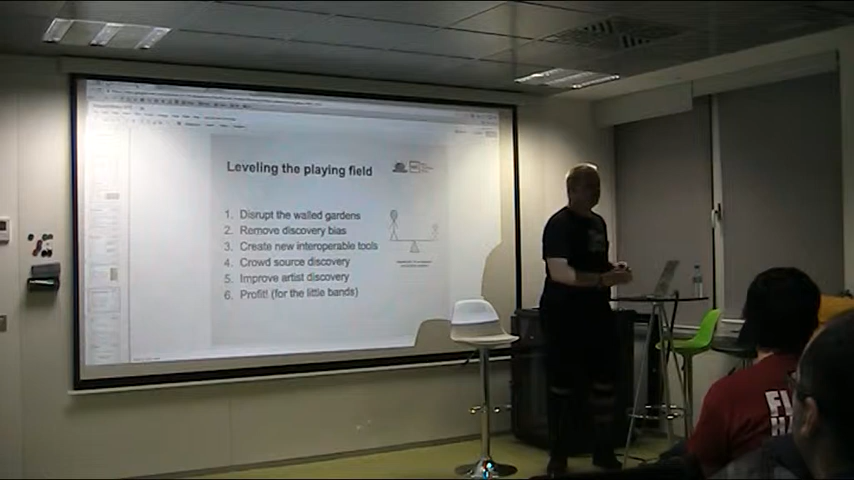 Leveling the playing field
1. Disrupt the walled gardens
2. Remove discovery bias
3. Create new interoperable tools
4. Crowd source discovery
5. Improve artist discovery
6. Profit! (for the little bands)